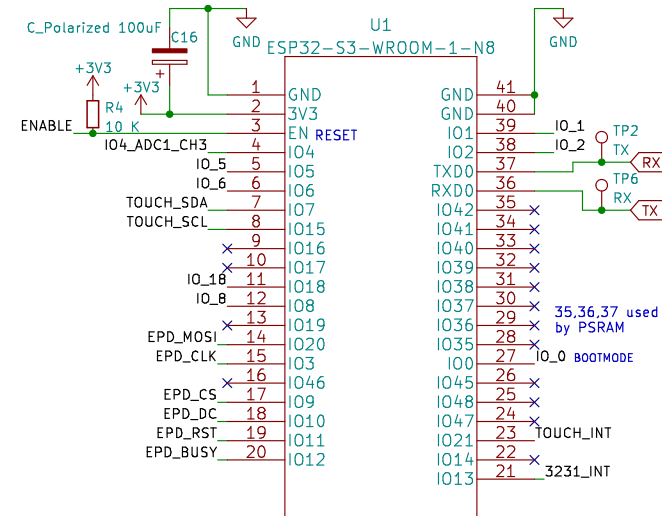 U1
C_Polarized 100uF
C16
GND
ESP32-S3-WROOM-1-N8
GND
+3V3
+3V3
+
R4
10 K
ENABLE
1 GND
2 3V3
3 EN RESET
IO4_ADC1_CH3 4 IO4
IO_5 5 IO5
IO_6 6 IO6
TOUCH_SDA 7 IO7
TOUCH_SCL 8 IO15
9 IO16
10 IO17
IO_18 11 IO18
IO_8 12 IO8
13 IO19
EPD_MOSI 14 IO20
EPD_CLK 15 IO3
16 IO46
EPD_CS 17 IO9
EPD_DC 18 IO10
EPD_RST 19 IO11
EPD_BUSY 20 IO12
GND 41
GND 40
IO1 39 IO_1
IO2 38 IO_2
TXD0 37
RXD0 36
IO42 35
IO41 34
IO40 33
IO39 32
IO38 31
IO37 30
IO36 29
IO35 28
IO0 27 IO_0 BOOTMODE
IO45 26
IO48 25
IO47 24
IO21 23 TOUCH_INT
IO14 22
IO13 21 3231_INT
TP2
TX
RX
TP6
RX
TX
35,36,37 used
by PSRAM